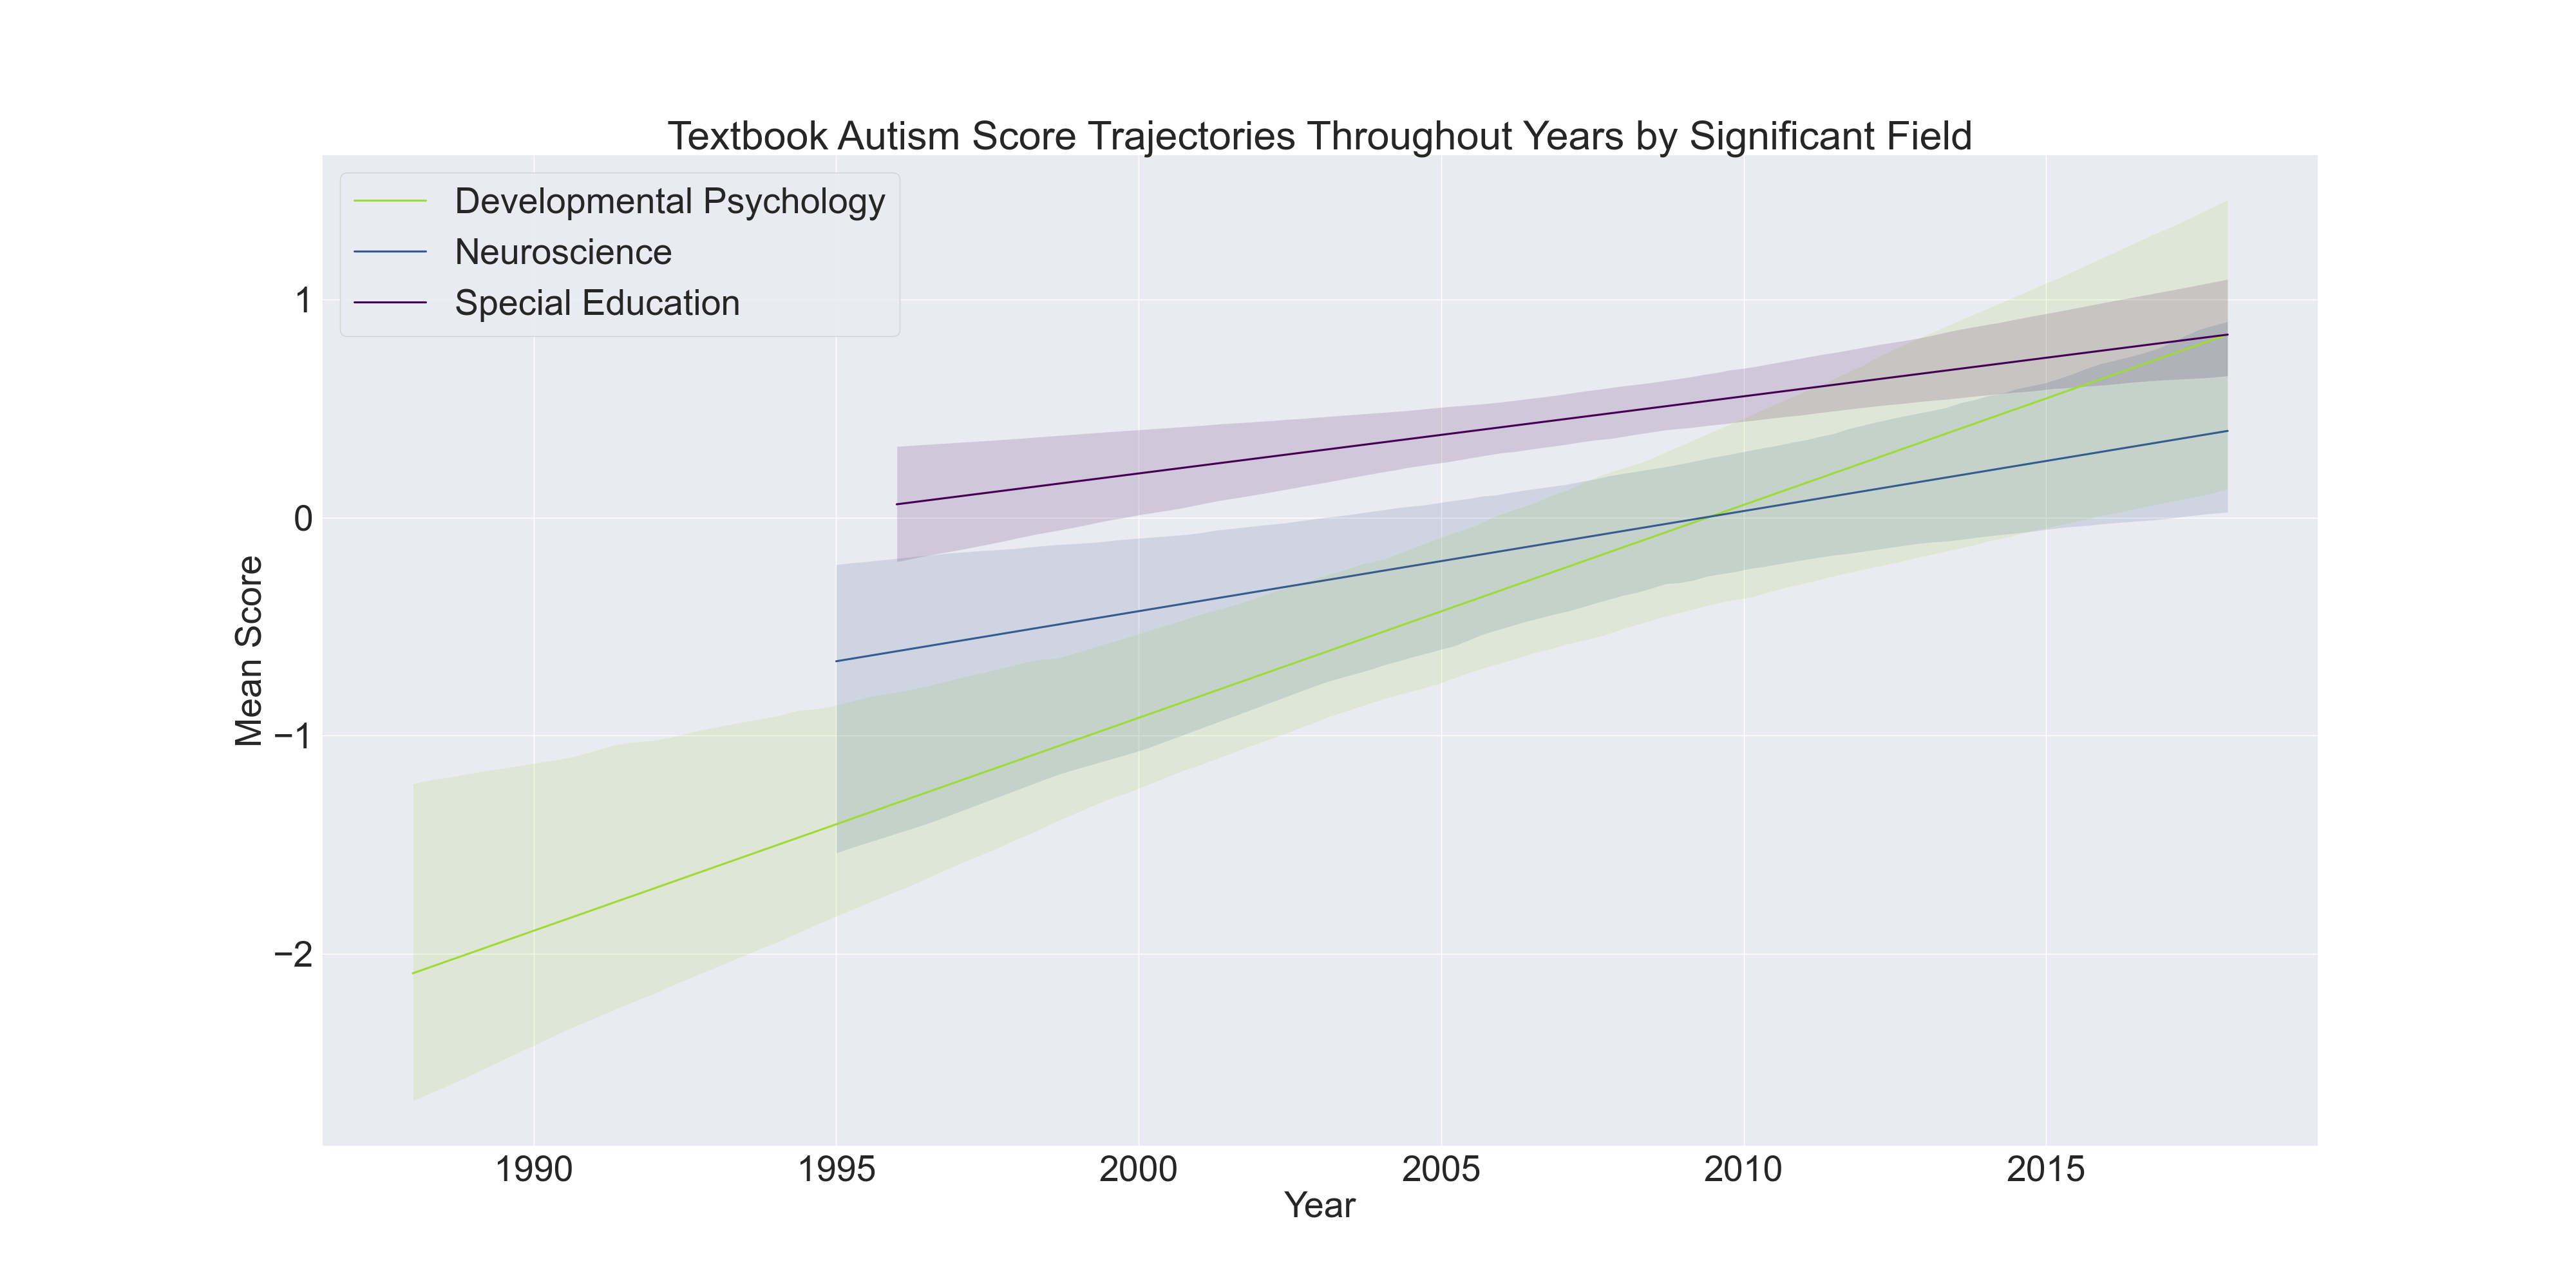 Textbook Autism Score Trajectories Throughout Years by Significant Field
Developmental Psychology
Neuroscience
Special Education
Mean Score
1
0
−1
−2
1990 1995 2000 2005 2010 2015
Year